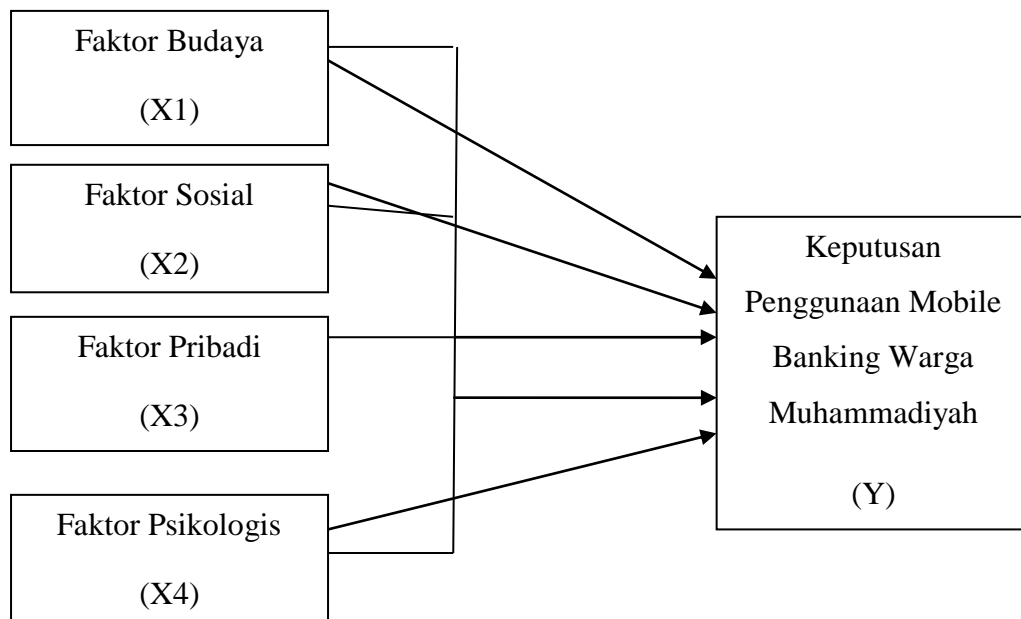 Faktor Budaya
(X1)
Faktor Sosial
(X2)
Faktor Pribadi
(X3)
Faktor Psikologis
(X4)
Keputusan
Penggunaan Mobile
Banking Warga
Muhammadiyah
(Y)